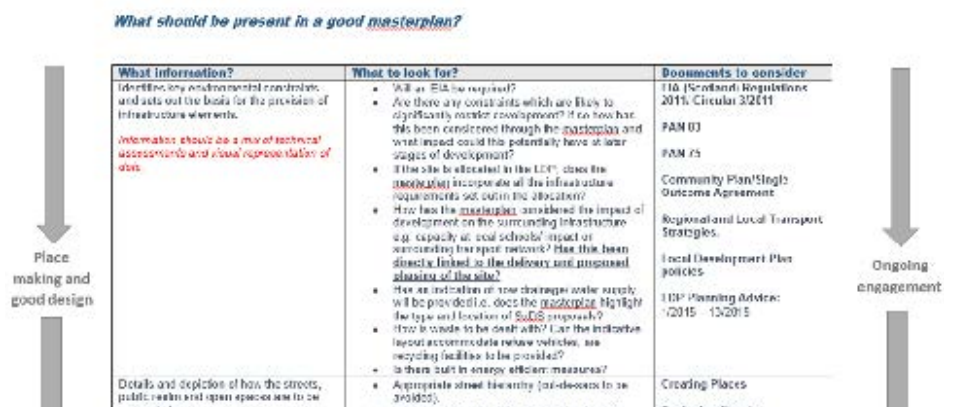 What should be present in a good masterplan?
What information?
Identifies key environmental constraints
and sets out the basis for the provision of
infrastructure elements.
Information should be a mix of technical
assessments and visual representation of
data.
What to look for?
Will an EIA be required?
Are there any constraints which are likely to
significantly restrict development? If so how has
this been considered through the masterplan and
what impact could this potentially have at later
stages of development?
If the site is allocated in the LDP, does the
masterplan incorporate all the infrastructure
requirements set out in the allocation?
How has the masterplan considered the impact of
development on the surrounding infrastructure
e.g. capacity at local schools/ impact on
surrounding transport network? Has this been
directly linked to the delivery and proposed
phasing of the site?
Has an indication of how drainage/ water supply
will be provided i.e. does the masterplan highlight
the type and location of SuDS proposals?
How is waste to be dealt with? Can the indicative
layout accommodate refuse vehicles, are
recycling facilities to be provided?
Is there built in energy efficient measures?
Documents to consider
EIA (Scotland) Regulations
2011/ Circular 3/2011
PAN 83
PAN 75
Community Plan/Single
Outcome Agreement
Regional and Local Transport
Strategies.
Local Development Plan
policies
LDP Planning Advice:
1/2015 – 13/2015
Details and depiction of how the streets,
public realm and open spaces are to be
Appropriate street hierarchy (cul-de-sacs to be
avoided).
Creating Places
Place
making and
good design
Ongoing
engagement